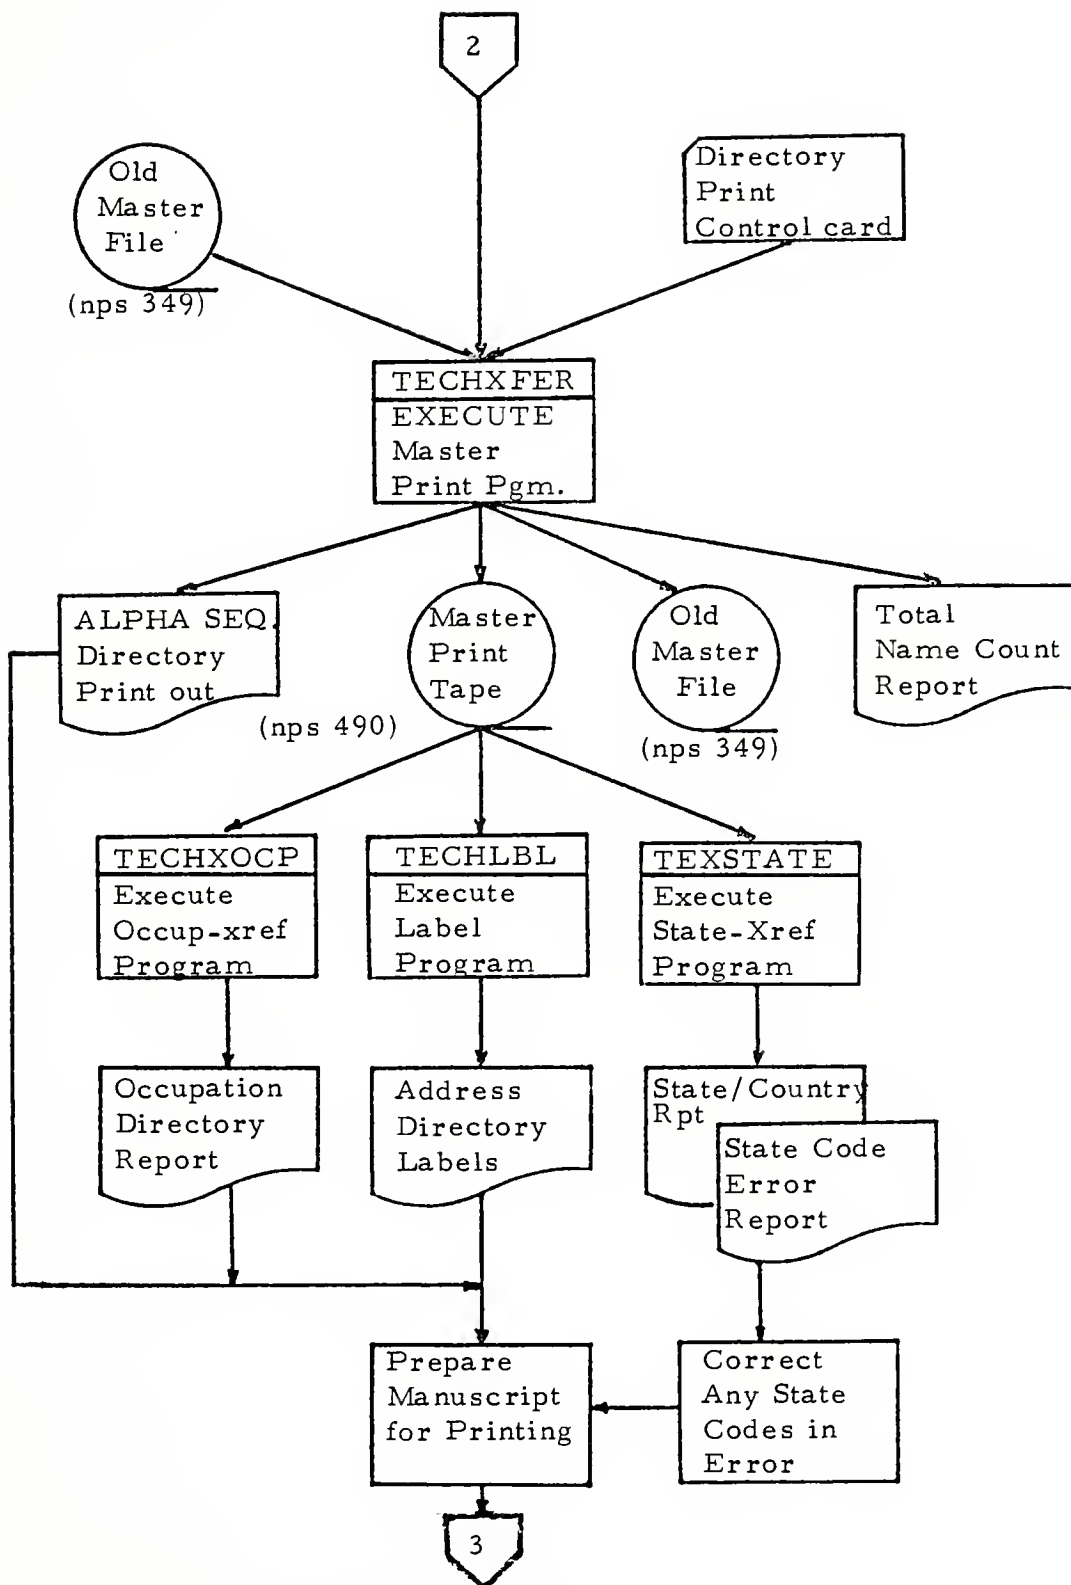 2
Old
Master
File
(nps 349)
Directory
Print
Control card
TECHXFER
EXECUTE
Master
Print Pgm.
ALPHA SEQ.
Directory
Print out
Master
Print
Tape
(nps 490)
Old
Master
File
(nps 349)
Total
Name Count
Report
TECHXOCP
Execute
Occup-xref
Program
TECHLBL
Execute
Label
Program
TEXSTATE
Execute
State-Xref
Program
Occupation
Directory
Report
Address
Directory
Labels
State/Country
Rpt
State Code
Error
Report
Prepare
Manuscript
for Printing
Correct
Any State
Codes in
Error
3